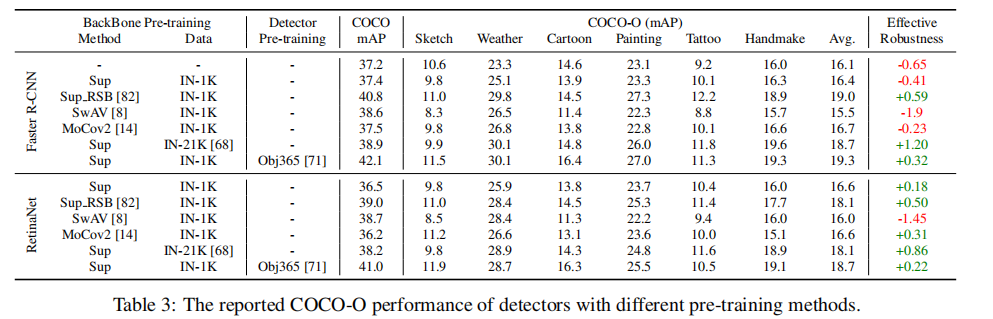 BackBone Pre-training Detector COCO COCO-O (mAP) Effective
Method Data Pre-training mAP Sketch Weather Cartoon Painting Tattoo Handmake Avg. Robustness
Faster R-CNN
- - - 37.2 10.6 23.3 14.6 23.1 9.2 16.0 16.1 -0.65
Sup IN-1K - 37.4 9.8 25.1 13.9 23.3 10.1 16.3 16.4 -0.41
Sup_RSB [82] IN-1K - 40.8 11.0 29.8 14.5 27.3 12.2 18.9 19.0 +0.59
SwAV [8] IN-1K - 38.6 8.3 26.5 11.4 22.3 8.8 15.7 15.5 -1.9
MoCov2 [14] IN-1K - 37.5 9.8 26.8 13.8 22.8 10.1 16.6 16.7 -0.23
Sup IN-21K [68] - 38.9 9.9 30.1 14.8 26.0 11.8 19.6 18.7 +1.20
Sup IN-1K Obj365 [71] 42.1 11.5 30.1 16.4 27.0 11.3 19.3 19.3 +0.32
RetinaNet
Sup IN-1K - 36.5 9.8 25.9 13.8 23.7 10.4 16.0 16.6 +0.18
Sup_RSB [82] IN-1K - 39.0 11.0 28.4 14.5 25.3 11.4 17.7 18.1 +0.50
SwAV [8] IN-1K - 38.7 8.5 28.4 11.3 22.2 9.4 16.0 16.0 -1.45
MoCov2 [14] IN-1K - 36.2 11.2 26.6 13.1 23.6 10.0 15.1 16.6 +0.31
Sup IN-21K [68] - 38.2 9.8 28.9 14.3 24.8 11.6 18.9 18.1 +0.86
Sup IN-1K Obj365 [71] 41.0 11.9 28.7 16.3 25.5 10.5 19.1 18.7 +0.22
Table 3: The reported COCO-O performance of detectors with different pre-training methods.